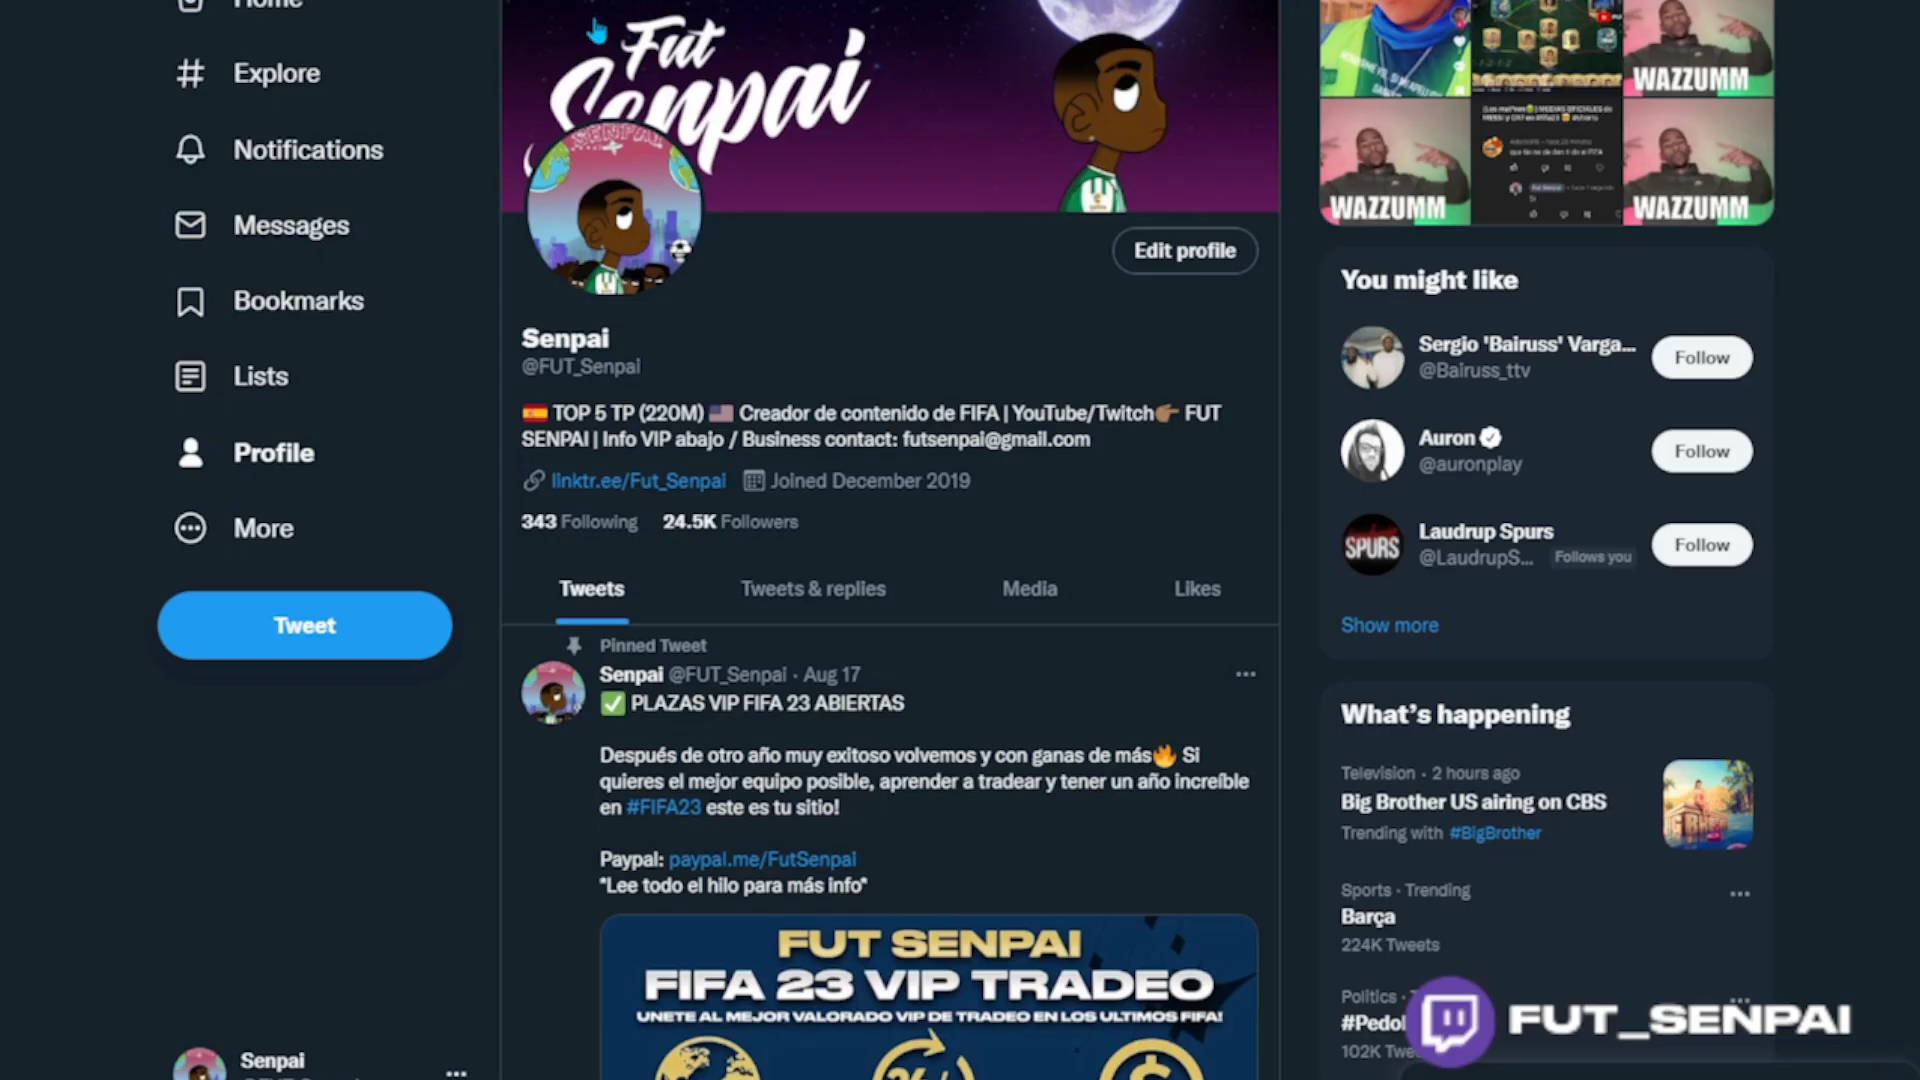 Home
Explore
Notifications
Messages
Bookmarks
Lists
Profile
More
Tweet
Senpai
Fut
Senpai
SENPAI
Edit profile
Senpai
@FUT_Senpai
TOP 5 TP (220M) Creador de contenido de FIFA | YouTube/Twitch FUT
SENPAI | Info VIP abajo / Business contact: futsenpai@gmail.com
linktr.ee/Fut_Senpai Joined December 2019
343 Following 24.5K Followers
Tweets Tweets & replies Media Likes
Pinned Tweet
Senpai @FUT_Senpai · Aug 17
PLAZAS VIP FIFA 23 ABIERTAS
Después de otro año muy exitoso volvemos y con ganas de más Si
quieres el mejor equipo posible, aprender a tradear y tener un año increíble
en #FIFA23 este es tu sitio!
Paypal: paypal.me/FutSenpai
*Lee todo el hilo para más info*
FUT SENPAI
FIFA 23 VIP TRADEO
UNETE AL MEJOR VALORADO VIP DE TRADEO EN LOS ULTIMOS FIFA!
WAZZUMM
WAZZUMM
WAZZUMM
You might like
Sergio 'Bairuss' Varga...
@Bairuss_ttv
Follow
Auron
@auronplay
Follow
Laudrup Spurs
@LaudrupS... Follows you
Follow
SPURS
Show more
What's happening
Television · 2 hours ago
Big Brother US airing on CBS
Trending with #BigBrother
Sports · Trending
Barça
224K Tweets
Politics ·
#Pedo
102K Twe
FUT_SENPAI